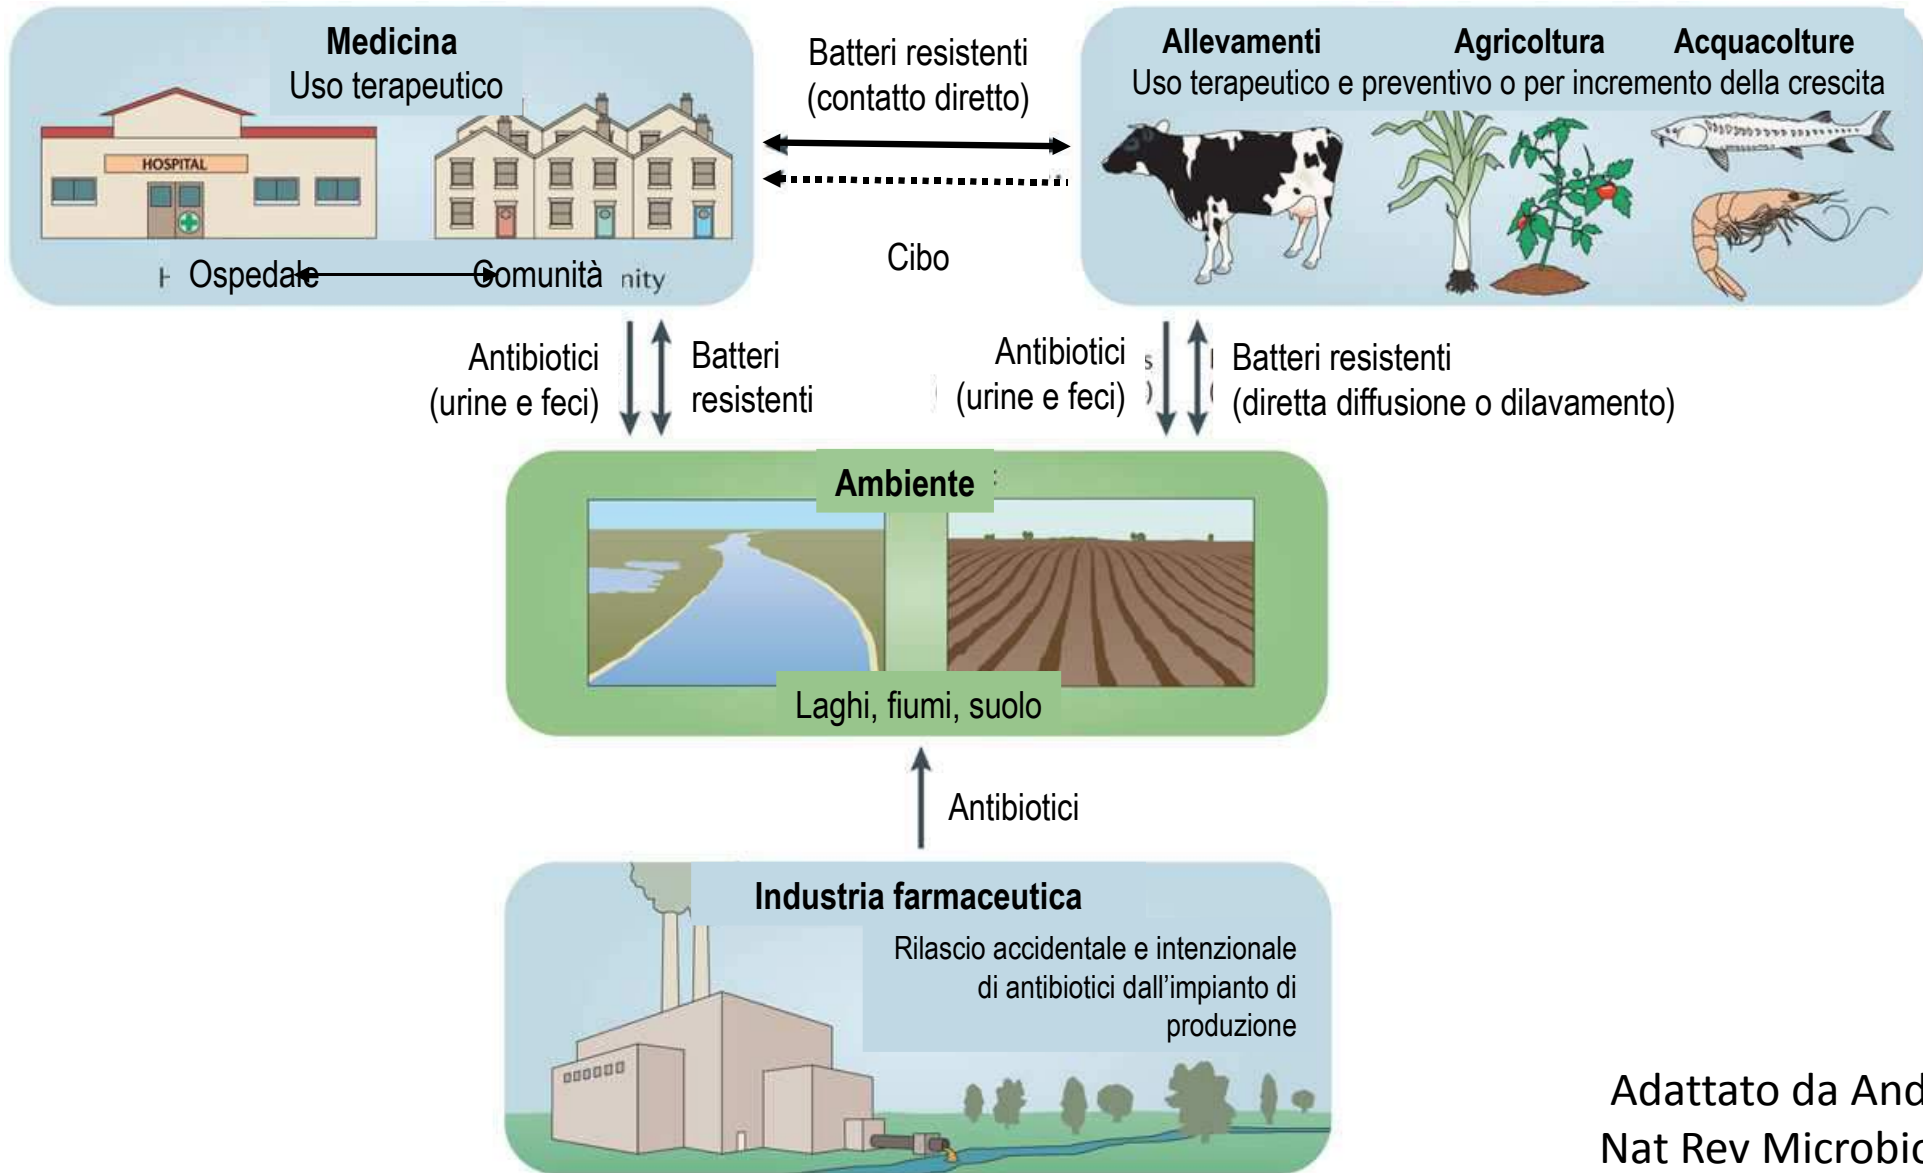 Medicina
Uso terapeutico
HOSPITAL
Ospedale
Comunità
nity
Batteri resistenti
(contatto diretto)
Cibo
Allevamenti Agricoltura Acquacolture
Uso terapeutico e preventivo o per incremento della crescita
Antibiotici
(urine e feci)
Batteri
resistenti
Antibiotici
(urine e feci)
Batteri resistenti
(diretta diffusione o dilavamento)
Ambiente
Laghi, fiumi, suolo
Antibiotici
Industria farmaceutica
Rilascio accidentale e intenzionale
di antibiotici dall’impianto di
produzione
Adattato da And
Nat Rev Microbio